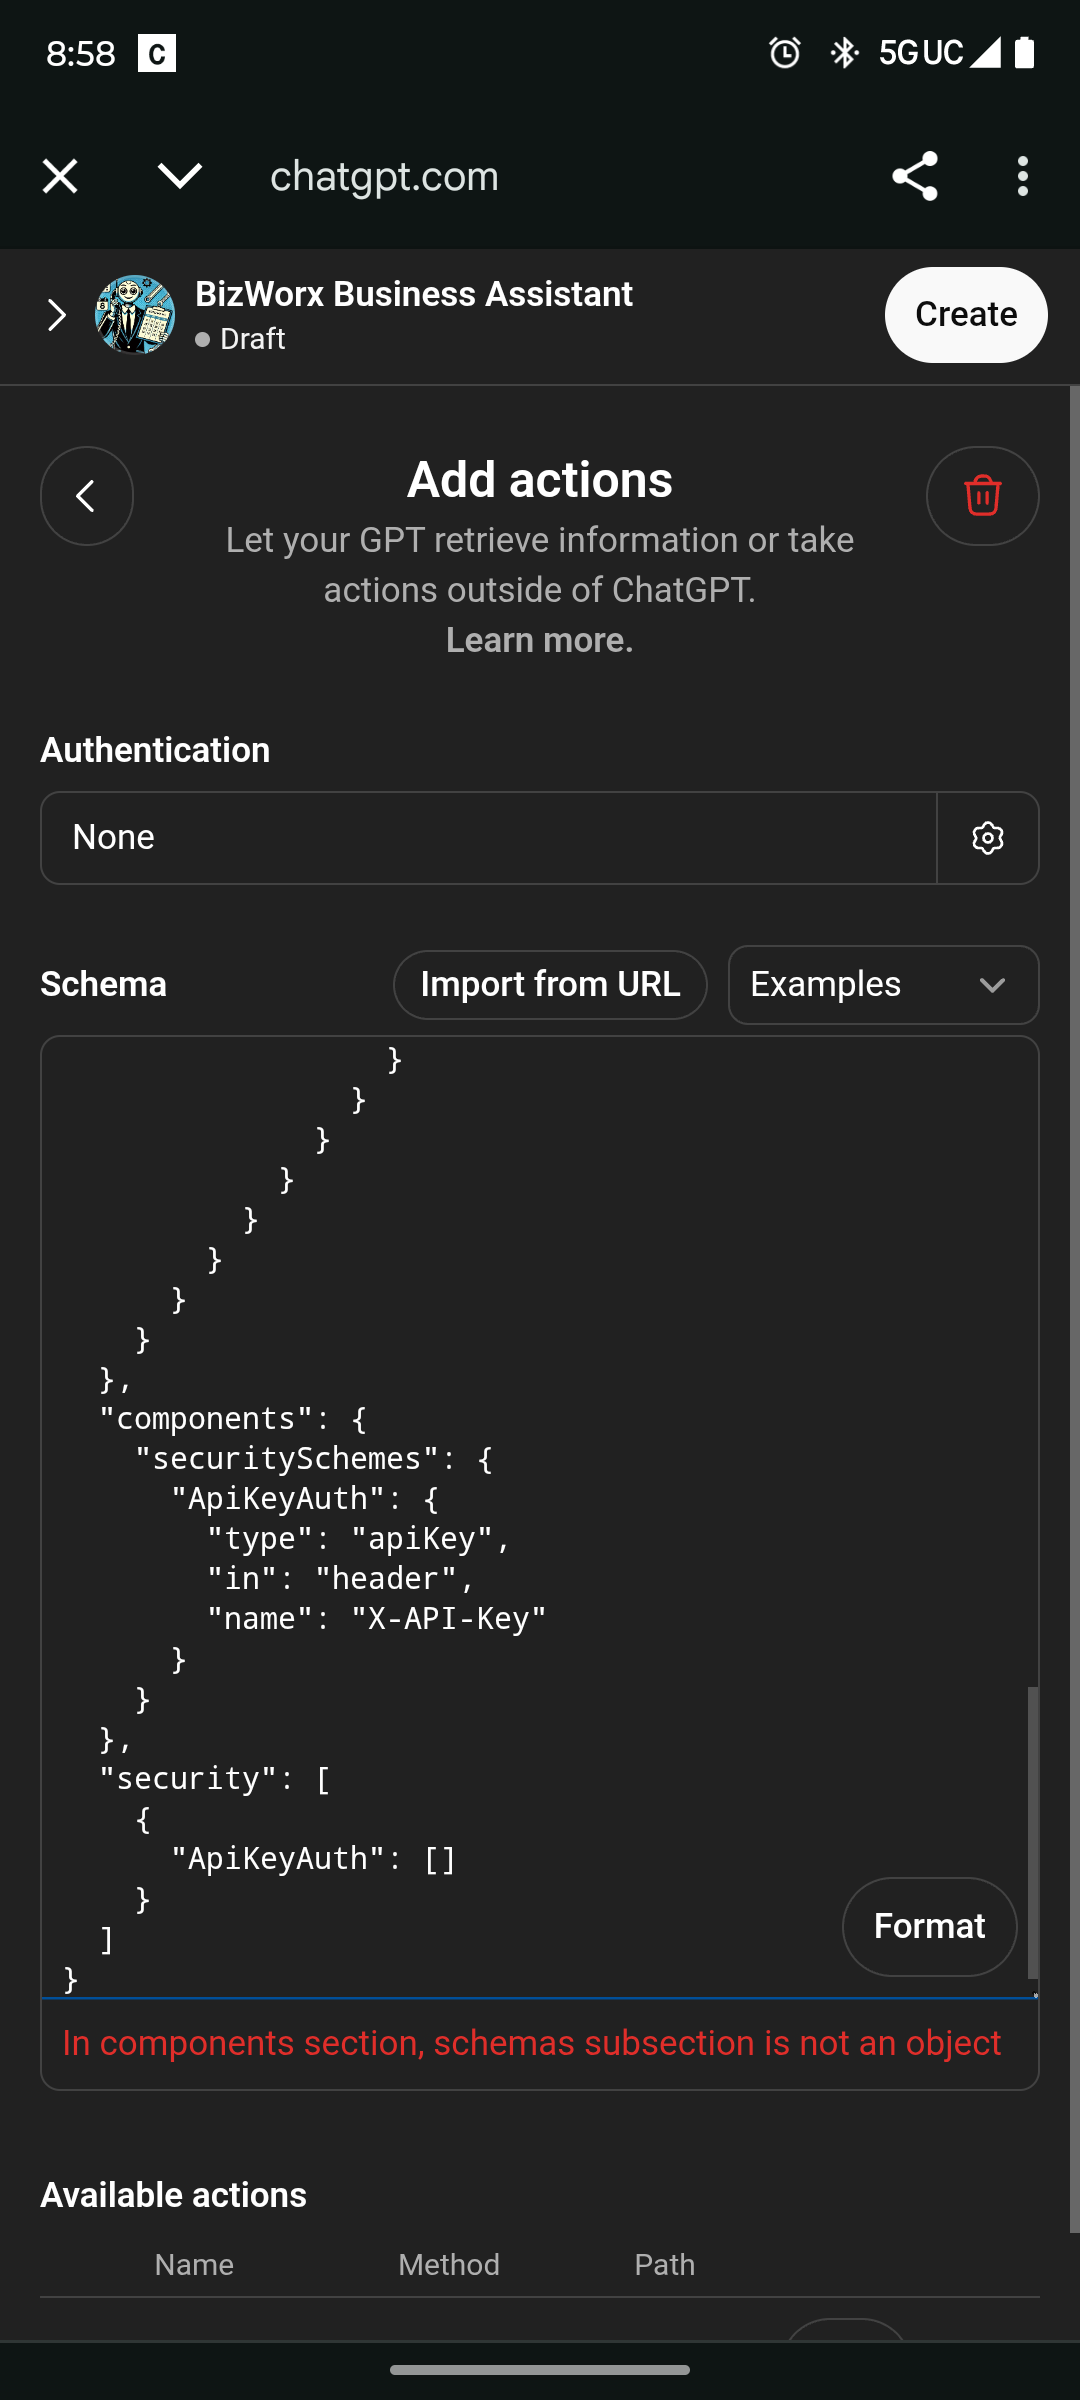 8:58
C
5G UC
chatgpt.com
BizWorx Business Assistant
Draft
Create
Add actions
Let your GPT retrieve information or take
actions outside of ChatGPT.
Learn more.
Authentication
None
Schema
Import from URL
Examples
}
}
}
}
}
}
}
}
},
"components": {
"securitySchemes": {
"ApiKeyAuth": {
"type": "apiKey",
"in": "header",
"name": "X-API-Key"
}
}
},
"security": [
{
"ApiKeyAuth": []
}
]
}
Format
In components section, schemas subsection is not an object
Available actions
Name Method Path